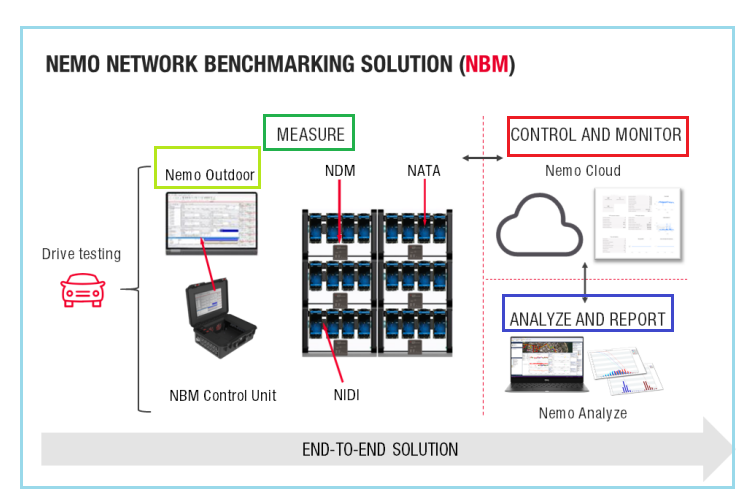 NEMO NETWORK BENCHMARKING SOLUTION (NBM)
MEASURE
CONTROL AND MONITOR
Nemo Outdoor
NDM
NATA
Nemo Cloud
Drive testing
ANALYZE AND REPORT
NBM Control Unit
NIDI
Nemo Analyze
END-TO-END SOLUTION